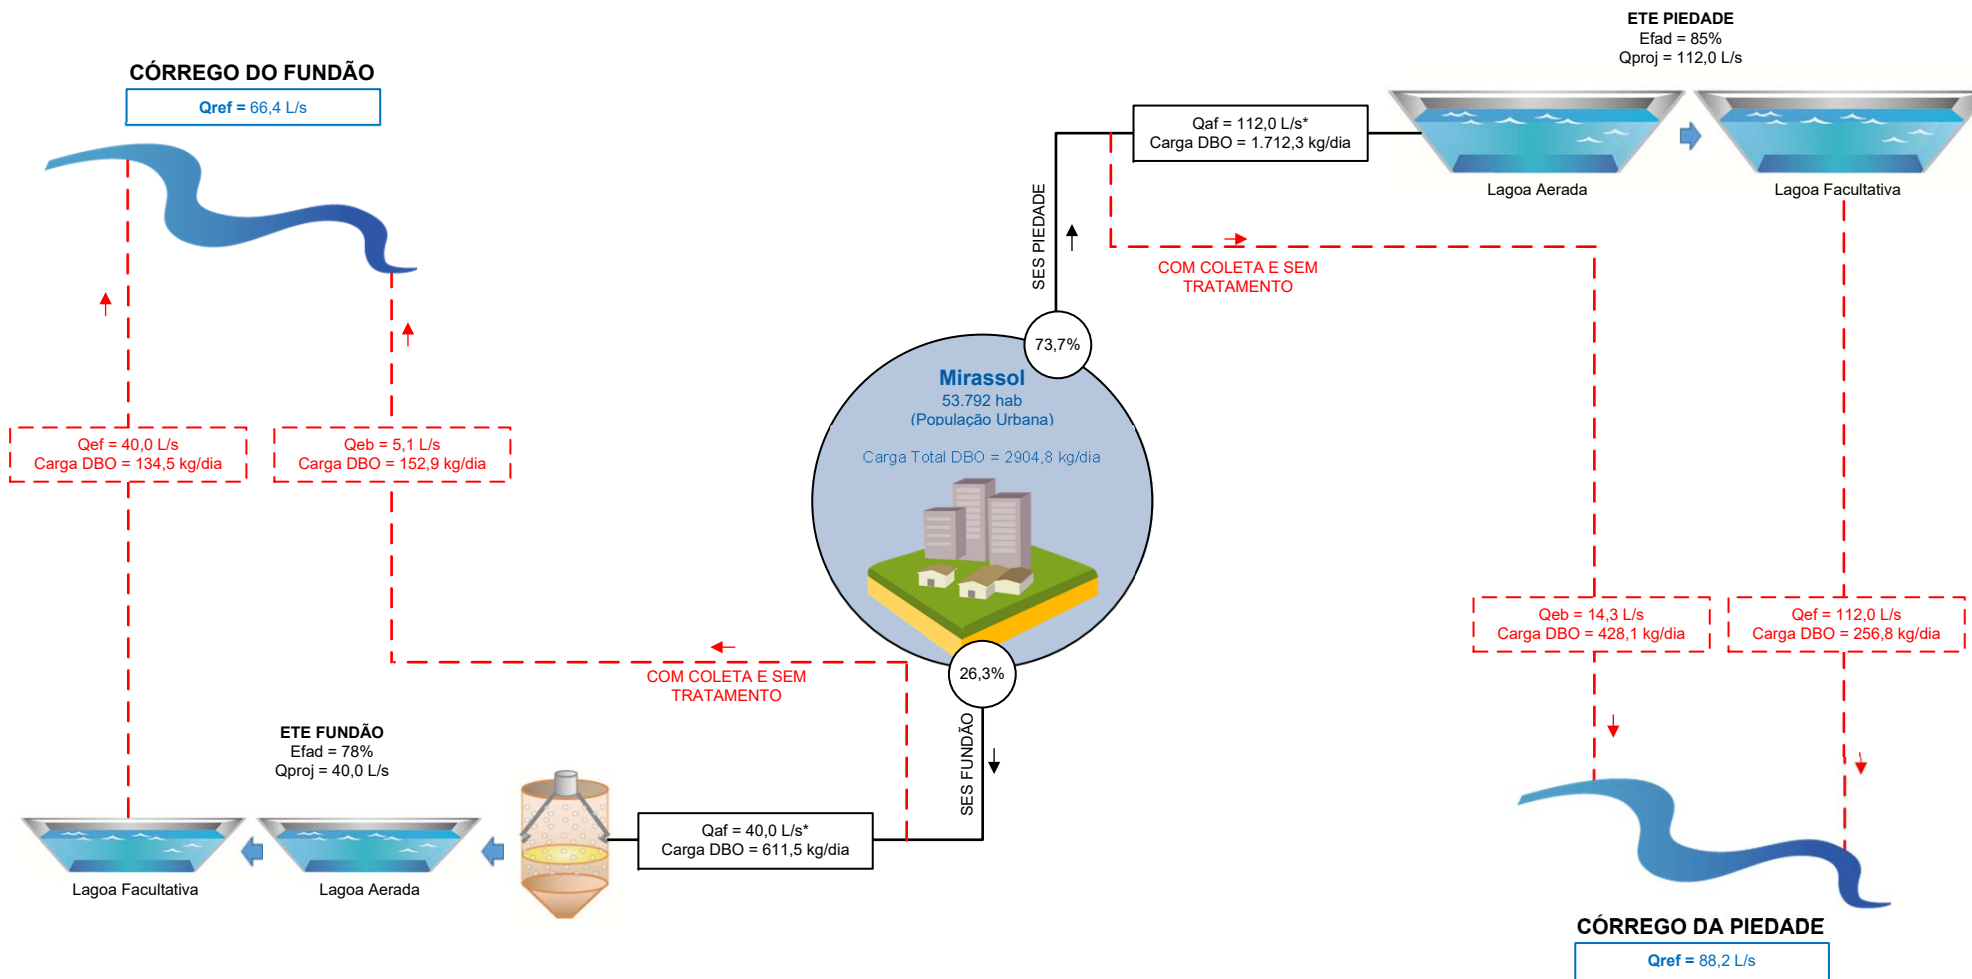 ETE PIEDADE
Efad = 85%
Qproj = 112,0 L/s
CÓRREGO DO FUNDÃO
Qref = 66,4 L/s
Qaf = 112,0 L/s*
Carga DBO = 1.712,3 kg/dia
Lagoa Aerada
Lagoa Facultativa
SES PIEDADE
COM COLETA E SEM
TRATAMENTO
73,7%
Mirassol
53.792 hab
(População Urbana)
Carga Total DBO = 2904,8 kg/dia
Qef = 40,0 L/s
Carga DBO = 134,5 kg/dia
Qeb = 5,1 L/s
Carga DBO = 152,9 kg/dia
Qeb = 14,3 L/s
Carga DBO = 428,1 kg/dia
Qef = 112,0 L/s
Carga DBO = 256,8 kg/dia
26,3%
COM COLETA E SEM
TRATAMENTO
SES FUNDÃO
ETE FUNDÃO
Efad = 78%
Qproj = 40,0 L/s
Qaf = 40,0 L/s*
Carga DBO = 611,5 kg/dia
Lagoa Facultativa
Lagoa Aerada
CÓRREGO DA PIEDADE
Qref = 88,2 L/s